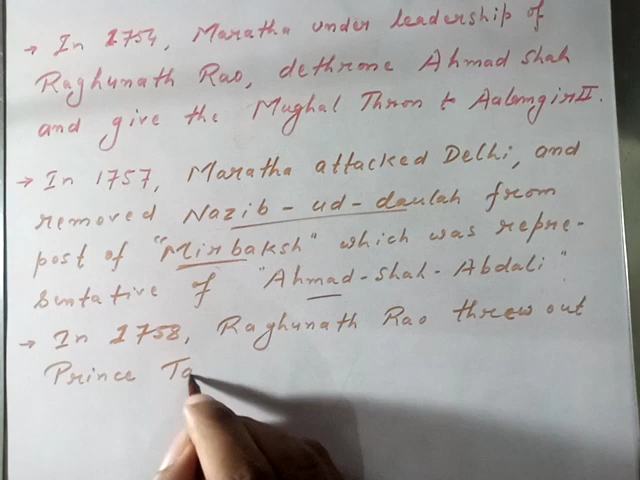 → In 1754, Maratha under leadership of
Raghunath Rao, dethrone Ahmad Shah
and give the Mughal Thron to Aalamgir II.
→ In 1757, Maratha attacked Delhi, and
removed Nazib-ud-daulah from
post of "Mirbaksh" which was repre-
sentative of "Ahmad-Shah-Abdali"
→ In 1758, Raghunath Rao threw out
Prince Ta